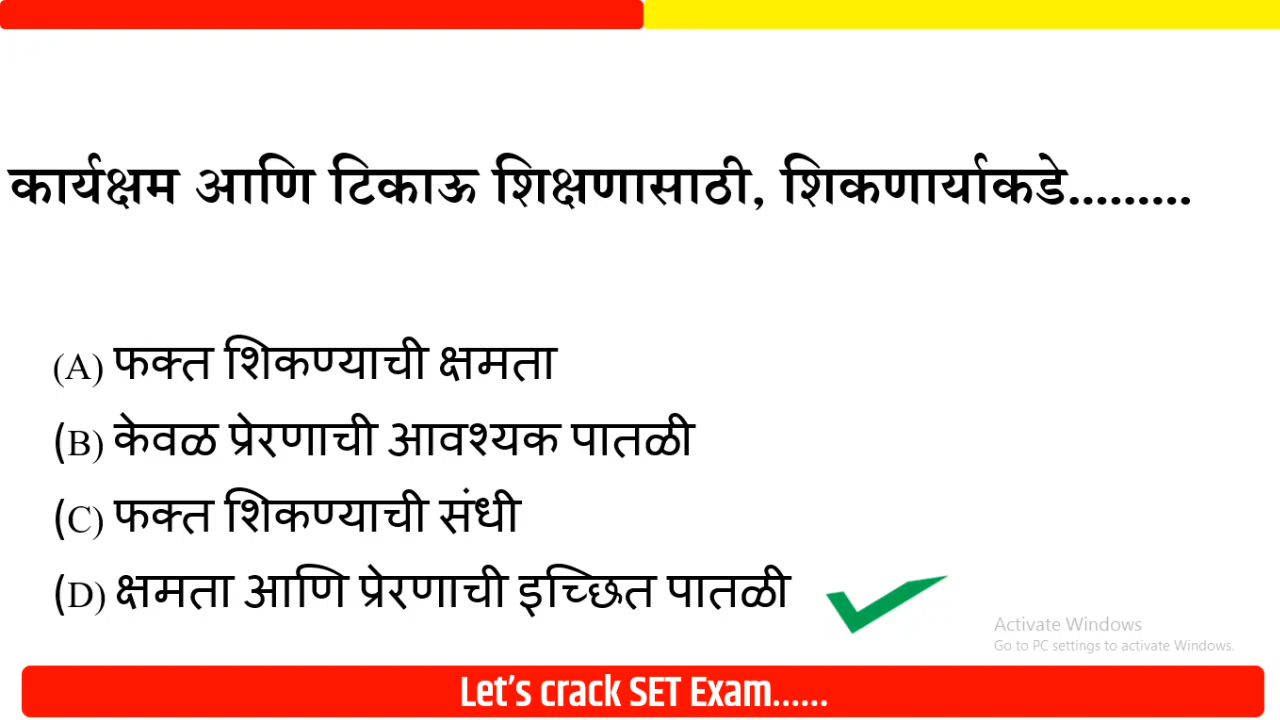 कार्यक्षम आणि टिकाऊ शिक्षणासाठी, शिकणार्याकडे.........
(A) फक्त शिकण्याची क्षमता
(B) केवळ प्रेरणाची आवश्यक पातळी
(C) फक्त शिकण्याची संधी
(D) क्षमता आणि प्रेरणाची इच्छित पातळी
Activate Windows
Go to PC settings to activate Windows.
Let's crack SET Exam......